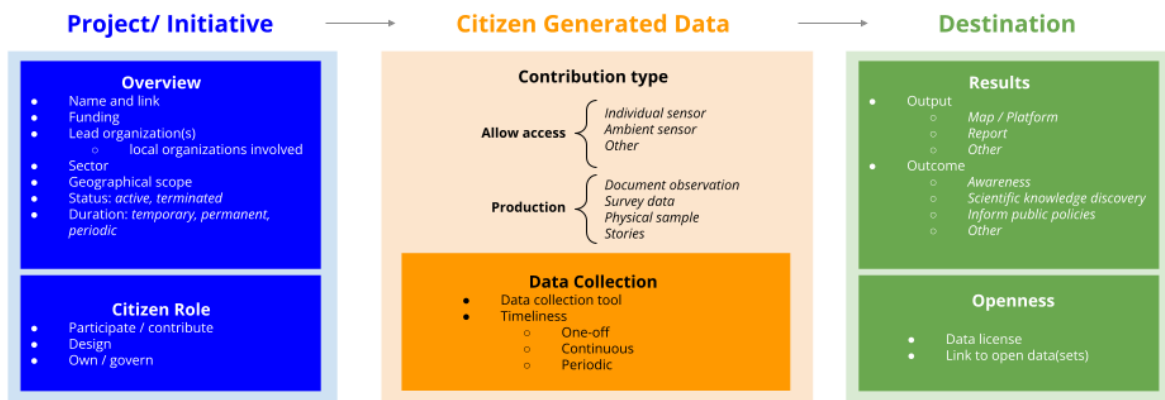 Project/ Initiative
Citizen Generated Data
Destination
Overview
● Name and link
● Funding
● Lead organization(s)
○ local organizations involved
● Sector
● Geographical scope
● Status: active, terminated
● Duration: temporary, permanent,
periodic
Citizen Role
● Participate / contribute
● Design
● Own / govern
Contribution type
Allow access
Individual sensor
Ambient sensor
Other
Production
Document observation
Survey data
Physical sample
Stories
Data Collection
● Data collection tool
● Timeliness
○ One-off
○ Continuous
○ Periodic
Results
● Output
○ Map / Platform
○ Report
○ Other
● Outcome
○ Awareness
○ Scientific knowledge discovery
○ Inform public policies
○ Other
Openness
● Data license
● Link to open data(sets)